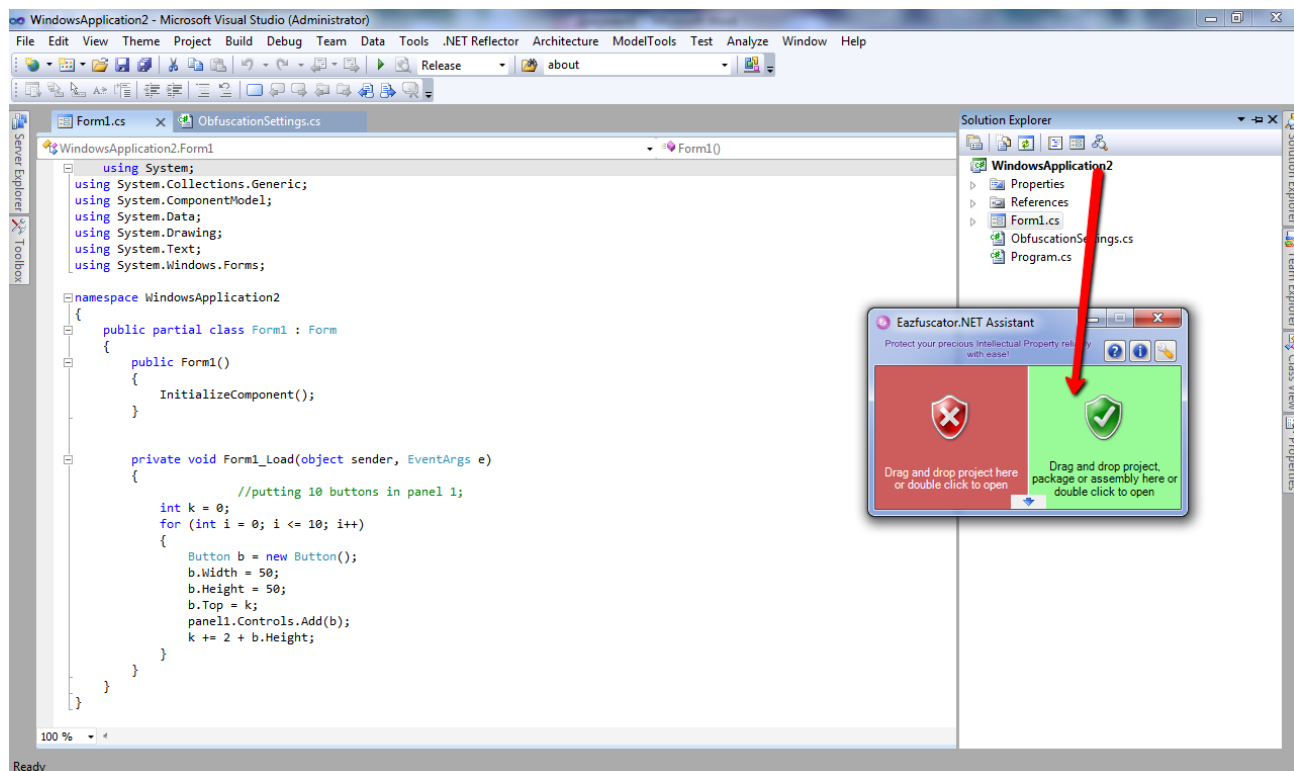 WindowsApplication2 - Microsoft Visual Studio (Administrator)
File Edit View Theme Project Build Debug Team Data Tools .NET Reflector Architecture ModelTools Test Analyze Window Help
Release about
Form1.cs ObfuscationSettings.cs
WindowsApplication2.Form1 Form1()
using System;
using System.Collections.Generic;
using System.ComponentModel;
using System.Data;
using System.Drawing;
using System.Text;
using System.Windows.Forms;
namespace WindowsApplication2
{
public partial class Form1 : Form
{
public Form1()
{
InitializeComponent();
}
private void Form1_Load(object sender, EventArgs e)
{
//putting 10 buttons in panel 1;
int k = 0;
for (int i = 0; i <= 10; i++)
{
Button b = new Button();
b.Width = 50;
b.Height = 50;
b.Top = k;
panel1.Controls.Add(b);
k += 2 + b.Height;
}
}
}
}
100 %
Ready
Server Explorer
Toolbox
Solution Explorer
WindowsApplication2
Properties
References
Form1.cs
ObfuscationSettings.cs
Program.cs
Eazfuscator.NET Assistant
Protect your precious Intellectual Property reliably
with ease!
Drag and drop project here
or double click to open
Drag and drop project,
package or assembly here or
double click to open
Solution Explorer
Team Explorer
Class View
Properties